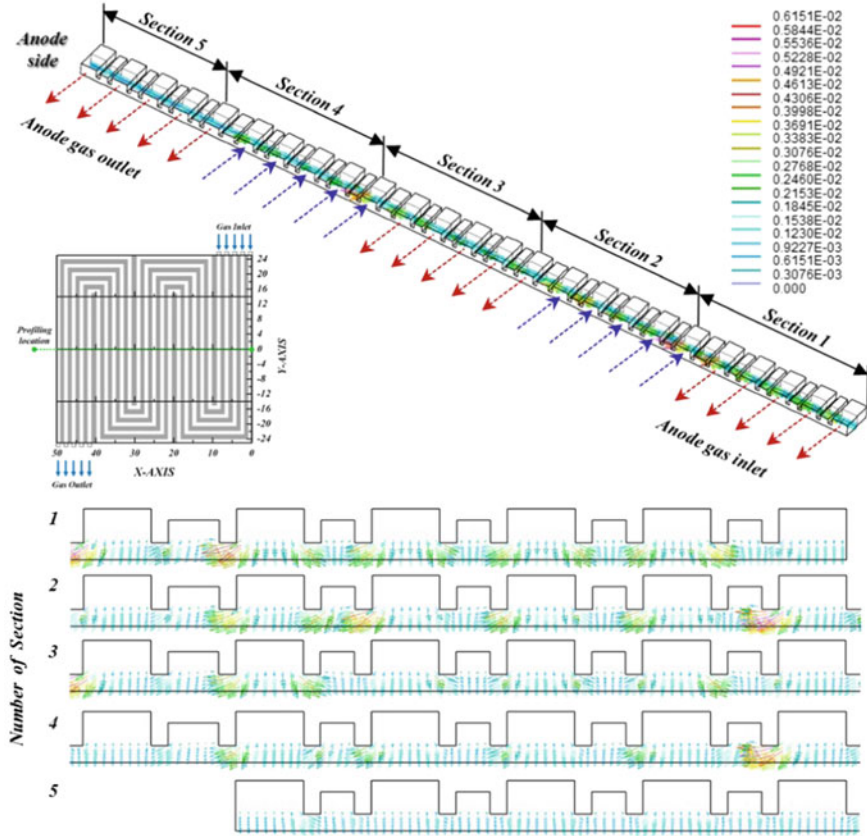 Anode
side
Section 5
Section 4
Section 3
Section 2
Section 1
Anode gas outlet
Anode gas inlet
0.6151E-02
0.5844E-02
0.5536E-02
0.5228E-02
0.4921E-02
0.4613E-02
0.4306E-02
0.3998E-02
0.3691E-02
0.3383E-02
0.3076E-02
0.2768E-02
0.2460E-02
0.2153E-02
0.1845E-02
0.1538E-02
0.1230E-02
0.9227E-03
0.6151E-03
0.3076E-03
0.000
Gas Inlet
24
20
16
12
8
4
0
-4
-8
-12
-16
-20
-24
Y-AXIS
Profiling
location
50 40 30 20 10 0
X-AXIS
Gas Outlet
Number of Section
1
2
3
4
5